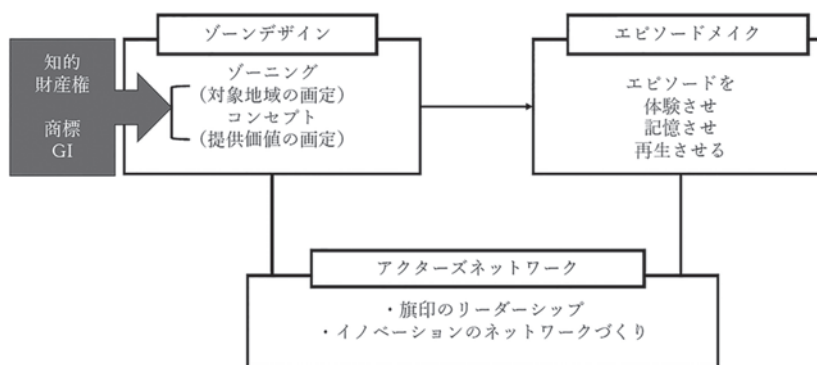 知的
財産権
商標
GI
ゾーンデザイン
ゾーニング
(対象地域の画定)
コンセプト
(提供価値の画定)
エピソードメイク
エピソードを
体験させ
記憶させ
再生させる
アクターズネットワーク
・旗印のリーダーシップ
・イノベーションのネットワークづくり